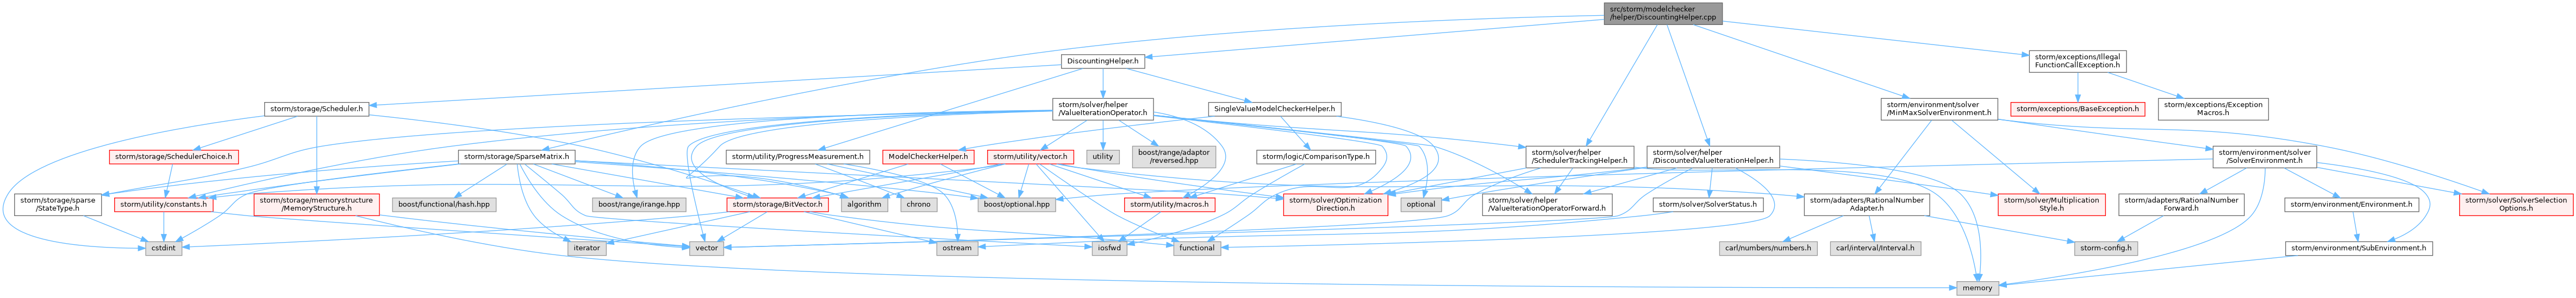 src/storm/modelchecker
/helper/DiscountingHelper.cpp
DiscountingHelper.h
storm/exceptions/Illegal
FunctionCallException.h
storm/storage/Scheduler.h
storm/solver/helper
/ValueIterationOperator.h
SingleValueModelCheckerHelper.h
storm/environment/solver
/MinMaxSolverEnvironment.h
storm/exceptions/BaseException.h
storm/exceptions/Exception
Macros.h
storm/storage/SchedulerChoice.h
storm/storage/SparseMatrix.h
storm/utility/ProgressMeasurement.h
ModelCheckerHelper.h
storm/utility/vector.h
utility
boost/range/adaptor
/reversed.hpp
storm/logic/ComparisonType.h
storm/solver/helper
/SchedulerTrackingHelper.h
storm/solver/helper
/DiscountedValueIterationHelper.h
storm/environment/solver
/SolverEnvironment.h
storm/storage/sparse
/StateType.h
storm/utility/constants.h
storm/storage/memorystructure
/MemoryStructure.h
boost/functional/hash.hpp
boost/range/irange.hpp
storm/storage/BitVector.h
algorithm
chrono
boost/optional.hpp
storm/utility/macros.h
storm/solver/Optimization
Direction.h
optional
storm/solver/helper
/ValueIterationOperatorForward.h
storm/solver/SolverStatus.h
storm/adapters/RationalNumber
Adapter.h
storm/solver/Multiplication
Style.h
storm/adapters/RationalNumber
Forward.h
storm/environment/Environment.h
storm/solver/SolverSelection
Options.h
cstdint
iterator
vector
ostream
iosfwd
functional
carl/numbers/numbers.h
carl/interval/Interval.h
storm-config.h
storm/environment/SubEnvironment.h
memory